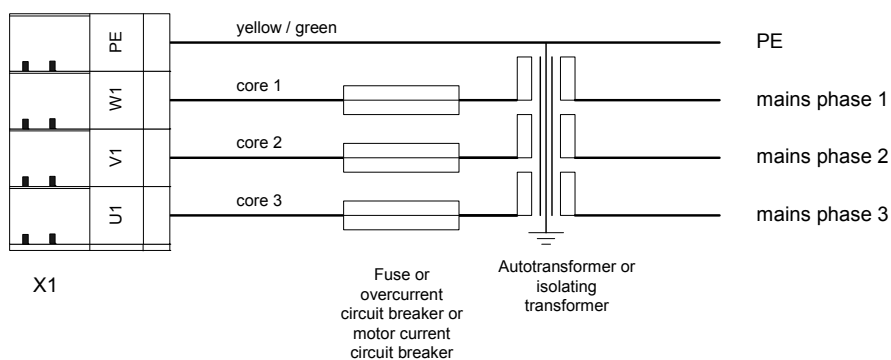 yellow / green
PE
PE
core 1
W1
mains phase 1
core 2
V1
mains phase 2
core 3
U1
mains phase 3
X1
Fuse or
overcurrent
circuit breaker or
motor current
circuit breaker
Autotransformer or
isolating
transformer